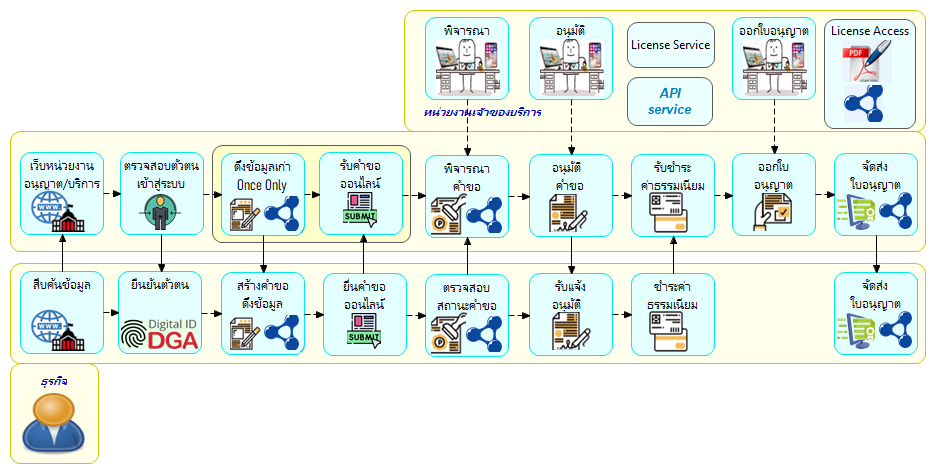 พิจารณา
อนุมัติ
License Service
API
service
ออกใบอนุญาต
License Access
PDF
หน่วยงานเจ้าของบริการ
เว็บหน่วยงาน
อนุญาต/บริการ
WWW
ตรวจสอบตัวตน
เข้าสู่ระบบ
ดึงข้อมูลเก่า
Once Only
รับคำขอ
ออนไลน์
SUBMIT
พิจารณา
คำขอ
อนุมัติ
คำขอ
รับชำระ
ค่าธรรมเนียม
ออกใบ
อนุญาต
จัดส่ง
ใบอนุญาต
สืบค้นข้อมูล
WWW
ยืนยันตัวตน
Digital ID
DGA
สร้างคำขอ
ดึงข้อมูล
ยื่นคำขอ
ออนไลน์
SUBMIT
ตรวจสอบ
สถานะคำขอ
รับแจ้ง
อนุมัติ
ชำระค่า
ธรรมเนียม
จัดส่ง
ใบอนุญาต
ธุรกิจ